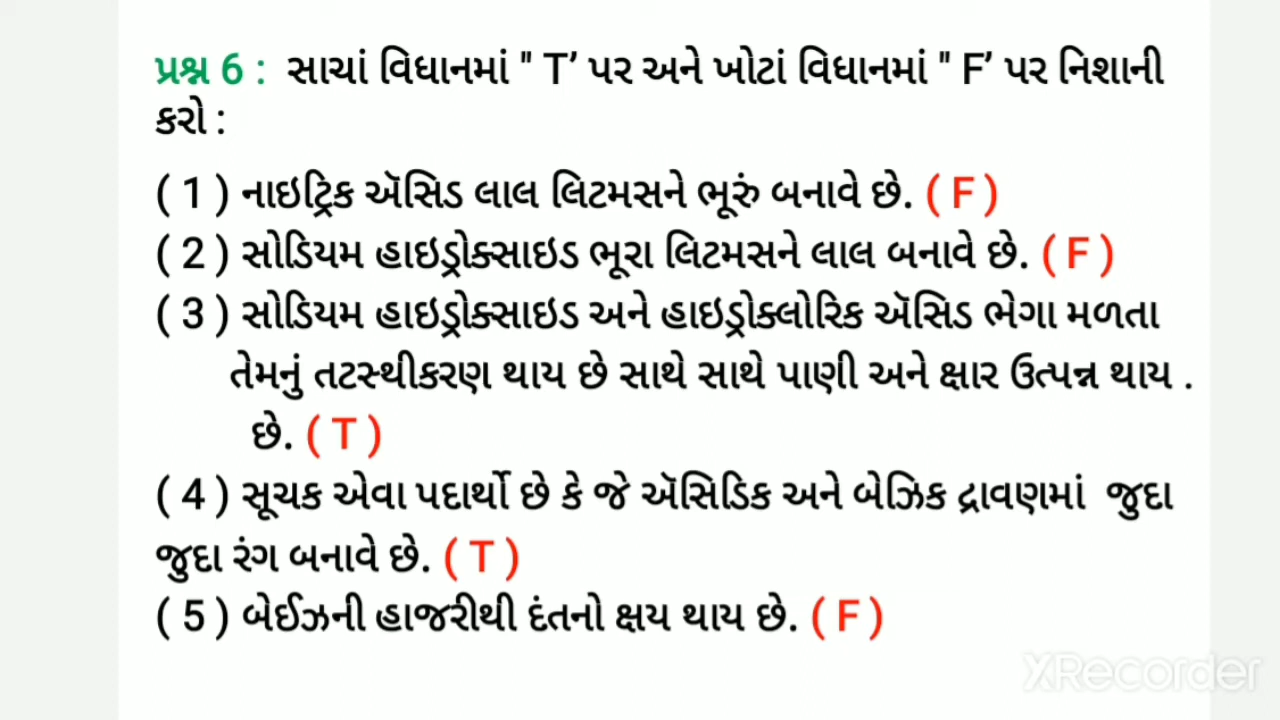 પ્રશ્ન 6 : સાચાં વિધાનમાં " T’ પર અને ખોટાં વિધાનમાં " F’ પર નિશાની
કરો :
( 1 ) નાઇટ્રિક ઍસિડ લાલ લિટમસને ભૂરું બનાવે છે. ( F )
( 2 ) સોડિયમ હાઇડ્રોક્સાઇડ ભૂરા લિટમસને લાલ બનાવે છે. ( F )
( 3 ) સોડિયમ હાઇડ્રોક્સાઇડ અને હાઇડ્રોક્લોરિક ઍસિડ ભેગા મળતા
તેમનું તટસ્થીકરણ થાય છે સાથે સાથે પાણી અને ક્ષાર ઉત્પન્ન થાય .
છે. ( T )
( 4 ) સૂચક એવા પદાર્થો છે કે જે ઍસિડિક અને બેઝિક દ્રાવણમાં જુદા
જુદા રંગ બનાવે છે. ( T )
( 5 ) બેઈઝની હાજરીથી દંતનો ક્ષય થાય છે. ( F )
XRecorder